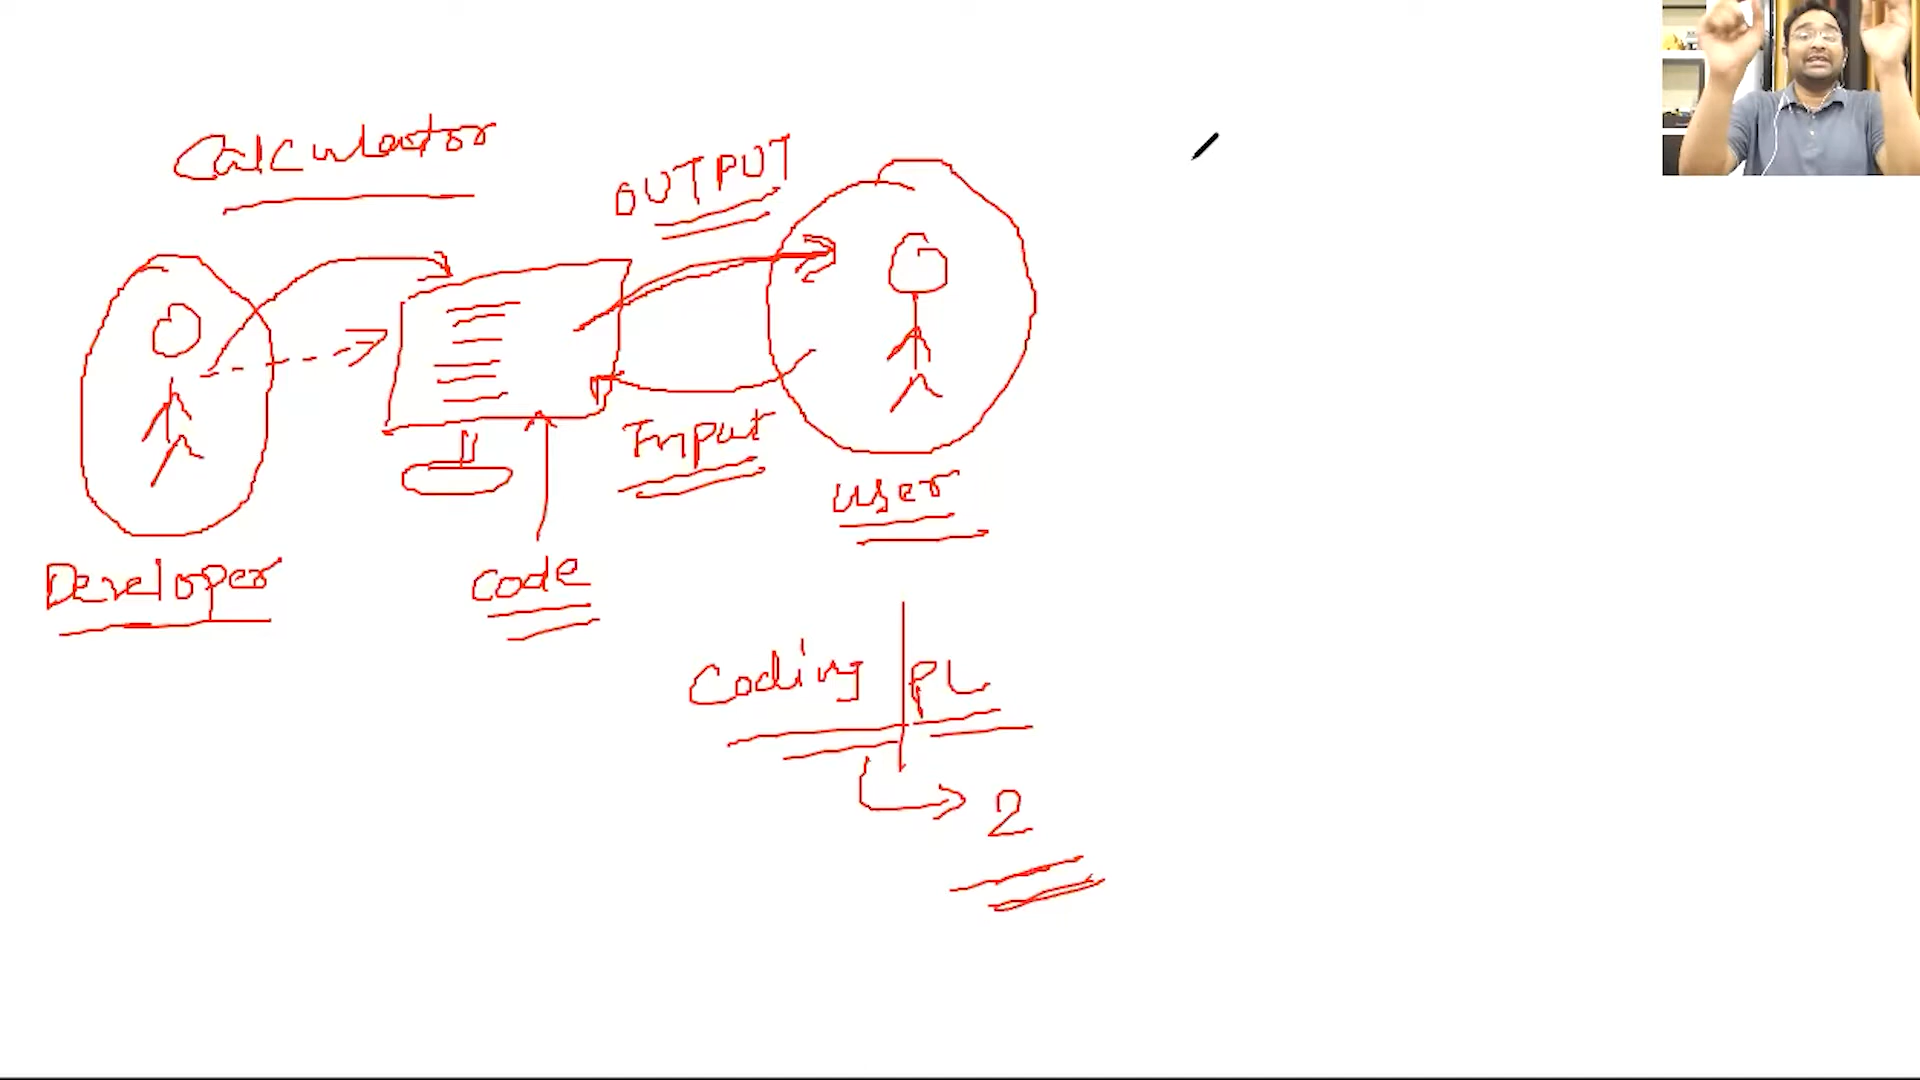 Calculator
OUTPUT
Input
user
Developer
code
Coding PL
2